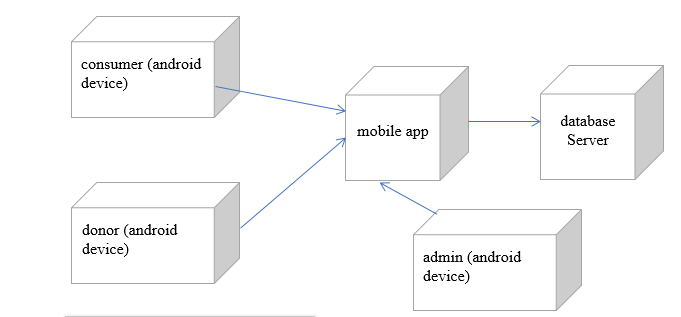 consumer (android
device)
mobile app
database
Server
donor (android
device)
admin (android
device)